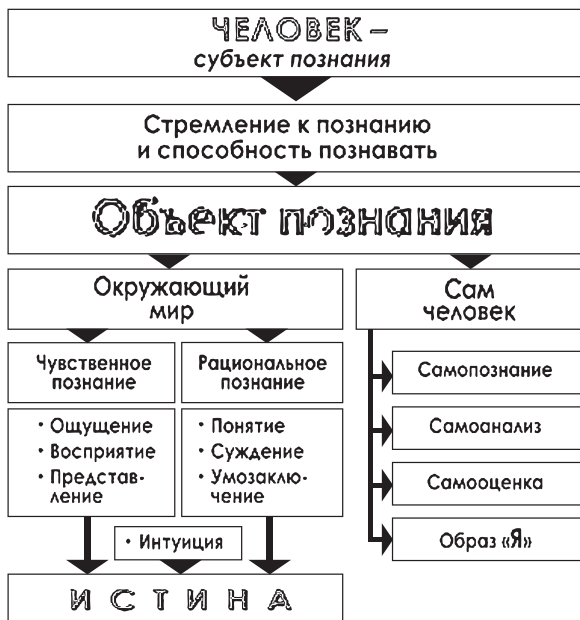 ЧЕЛОВЕК –
субъект познания
Стремление к познанию
и способность познавать
Объект познания
Окружающий
мир
Сам
человек
Чувственное
познание
Рациональное
познание
• Ощущение
• Восприятие
• Представ-
ление
• Понятие
• Суждение
• Умозаклю-
чение
• Интуиция
ИСТИНА
Самопознание
Самоанализ
Самооценка
Образ «Я»